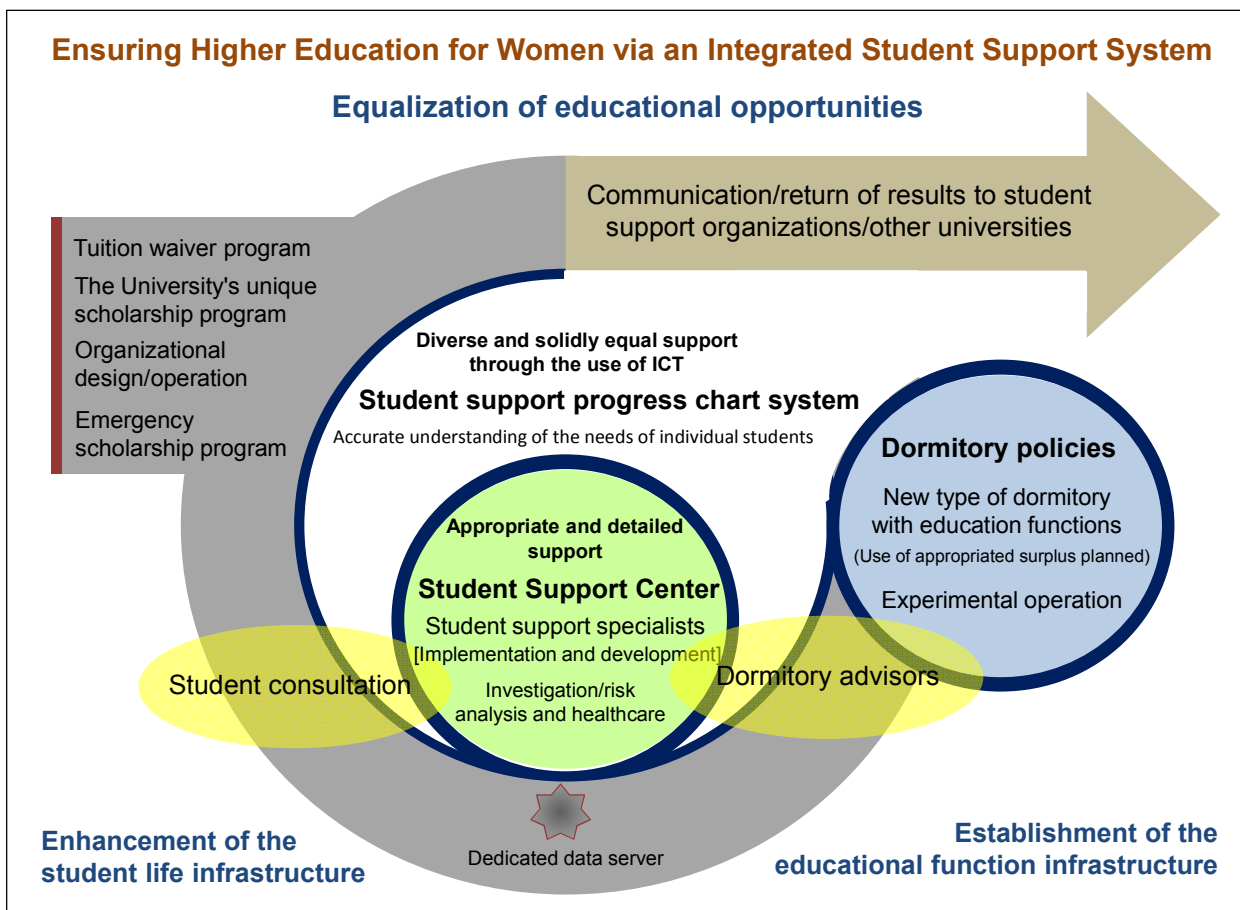 Ensuring Higher Education for Women via an Integrated Student Support System
Equalization of educational opportunities
Communication/return of results to student
support organizations/other universities
Tuition waiver program
The University's unique
scholarship program
Organizational
design/operation
Emergency
scholarship program
Diverse and solidly equal support
through the use of ICT
Student support progress chart system
Accurate understanding of the needs of individual students
Dormitory policies
New type of dormitory
with education functions
(Use of appropriated surplus planned)
Experimental operation
Appropriate and detailed
support
Student Support Center
Student support specialists
[Implementation and development]
Investigation/risk
analysis and healthcare
Student consultation
Dormitory advisors
Dedicated data server
Enhancement of the
student life infrastructure
Establishment of the
educational function infrastructure